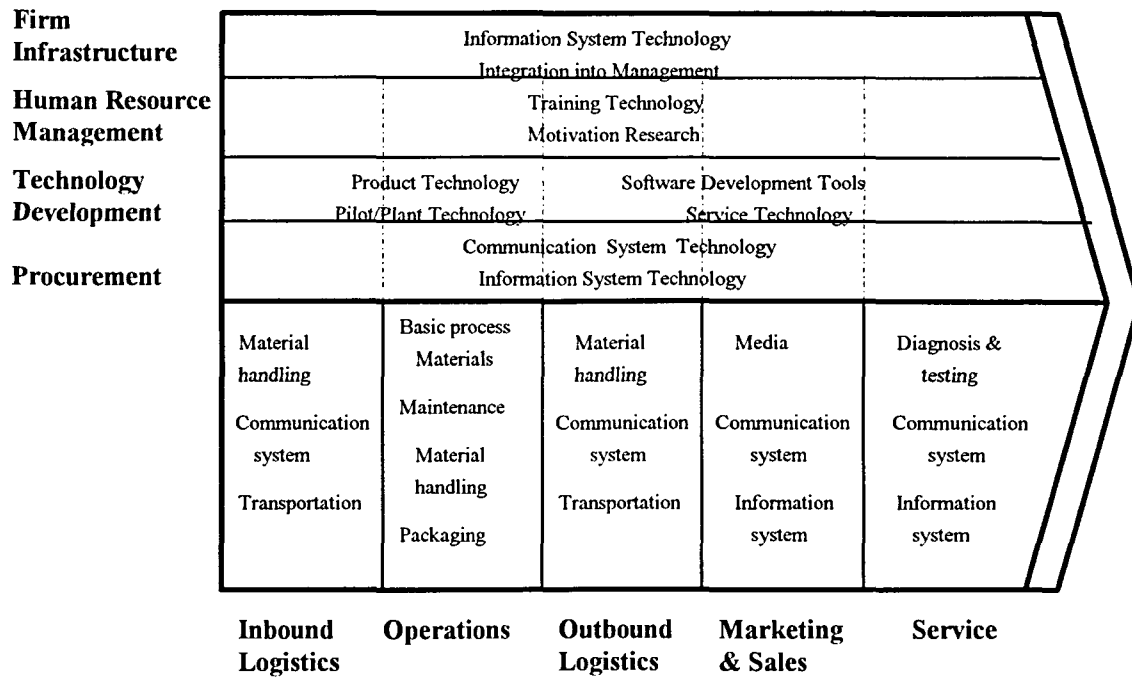 Firm
Infrastructure
Information System Technology
Integration into Management
Human Resource
Management
Training Technology
Motivation Research
Technology
Development
Product Technology
Software Development Tools
Pilot/Plant Technology
Service Technology
Procurement
Communication System Technology
Information System Technology
Material
handling
Communication
system
Transportation
Basic process
Materials
Maintenance
Material
handling
Packaging
Material
handling
Communication
system
Transportation
Media
Communication
system
Information
system
Diagnosis &
testing
Communication
system
Information
system
Inbound
Logistics
Operations
Outbound
Logistics
Marketing
& Sales
Service